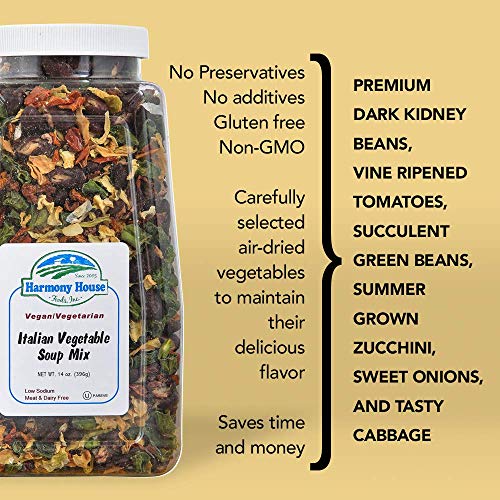 Since 2005
Harmony House
Foods, Inc.
Vegan/Vegetarian
Italian Vegetable
Soup Mix
NET WT. 14 oz. (396g)
Low Sodium
Meat & Dairy Free
U PAREVE
No Preservatives
No additives
Gluten free
Non-GMO
Carefully
selected
air-dried
vegetables
to maintain
their
delicious
flavor
Saves time
and money
PREMIUM
DARK KIDNEY
BEANS,
VINE RIPENED
TOMATOES,
SUCCULENT
GREEN BEANS,
SUMMER
GROWN
ZUCCHINI,
SWEET ONIONS,
AND TASTY
CABBAGE